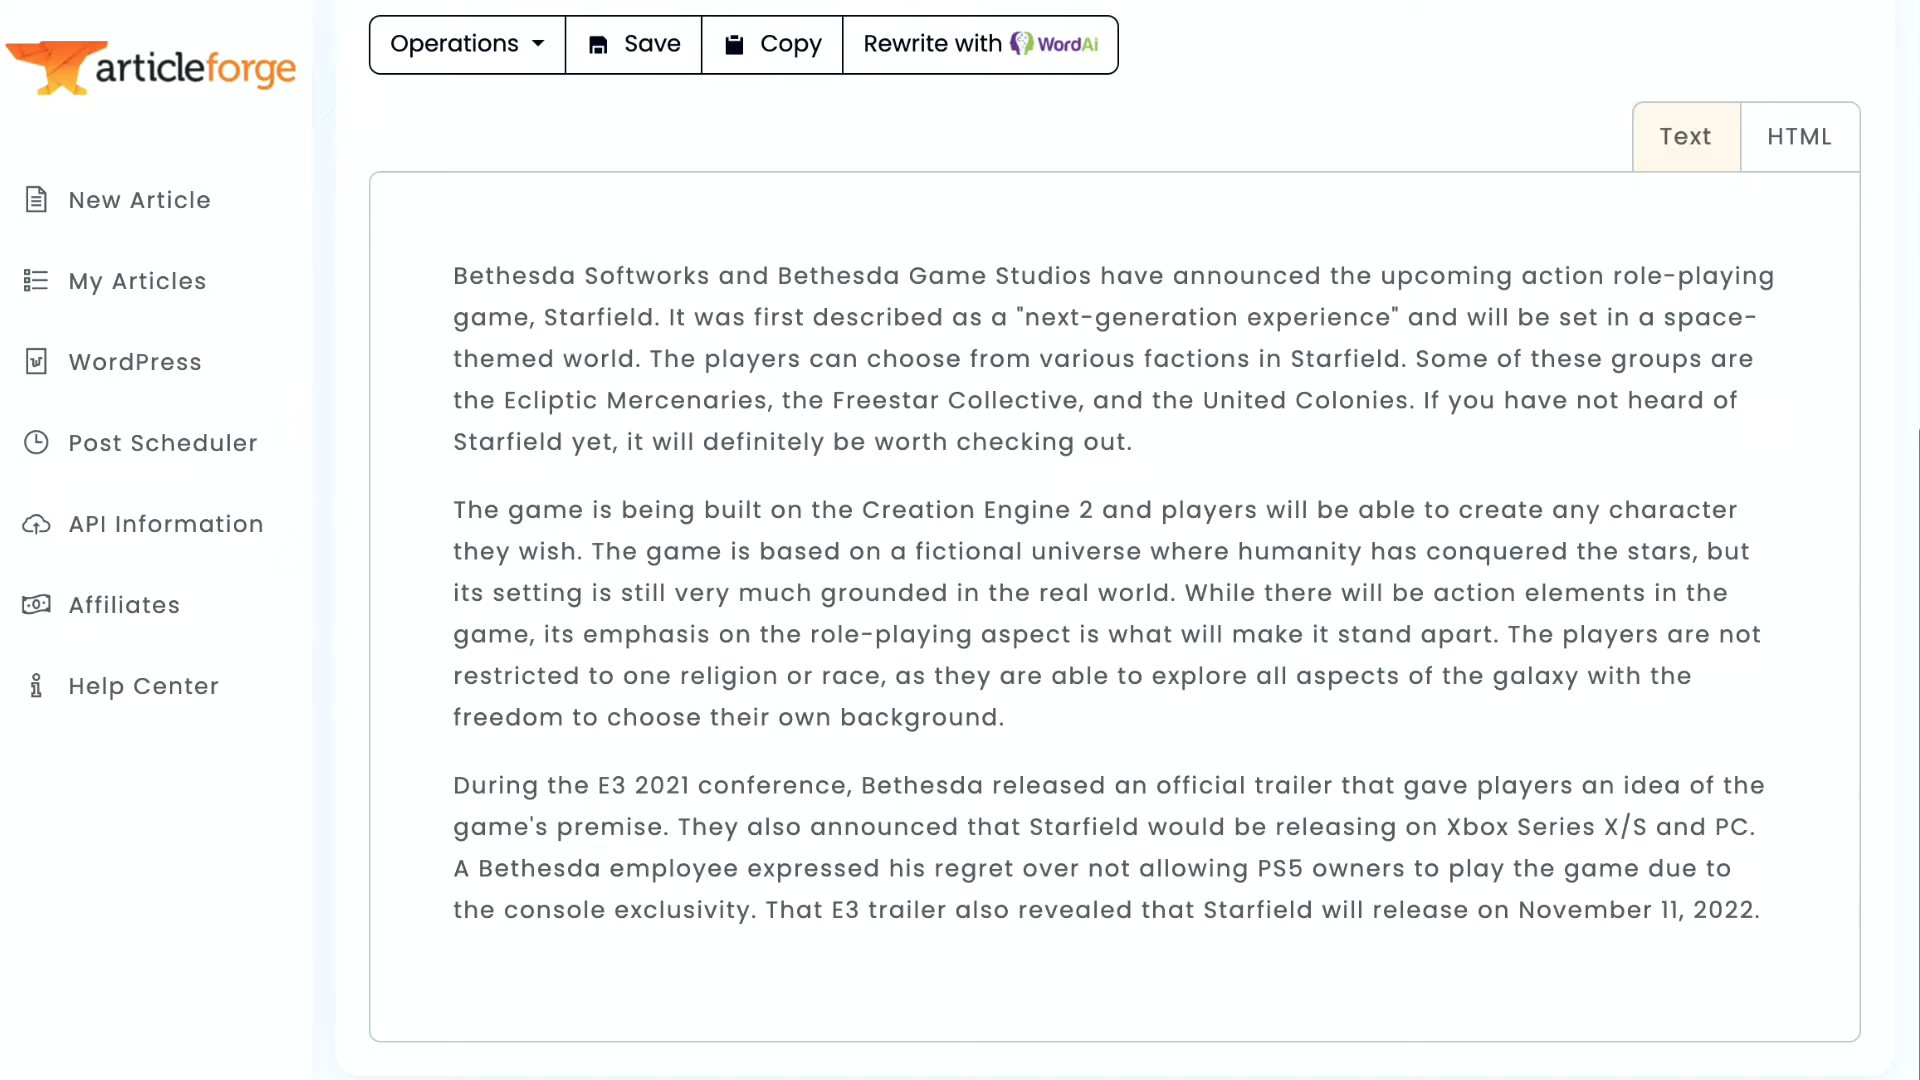 Operations
Save
Copy
Rewrite with WordAi
articleforge
Text
HTML
New Article
My Articles
WordPress
Post Scheduler
API Information
Affiliates
Help Center
Bethesda Softworks and Bethesda Game Studios have announced the upcoming action role-playing
game, Starfield. It was first described as a "next-generation experience" and will be set in a space-
themed world. The players can choose from various factions in Starfield. Some of these groups are
the Ecliptic Mercenaries, the Freestar Collective, and the United Colonies. If you have not heard of
Starfield yet, it will definitely be worth checking out.
The game is being built on the Creation Engine 2 and players will be able to create any character
they wish. The game is based on a fictional universe where humanity has conquered the stars, but
its setting is still very much grounded in the real world. While there will be action elements in the
game, its emphasis on the role-playing aspect is what will make it stand apart. The players are not
restricted to one religion or race, as they are able to explore all aspects of the galaxy with the
freedom to choose their own background.
During the E3 2021 conference, Bethesda released an official trailer that gave players an idea of the
game's premise. They also announced that Starfield would be releasing on Xbox Series X/S and PC.
A Bethesda employee expressed his regret over not allowing PS5 owners to play the game due to
the console exclusivity. That E3 trailer also revealed that Starfield will release on November 11, 2022.